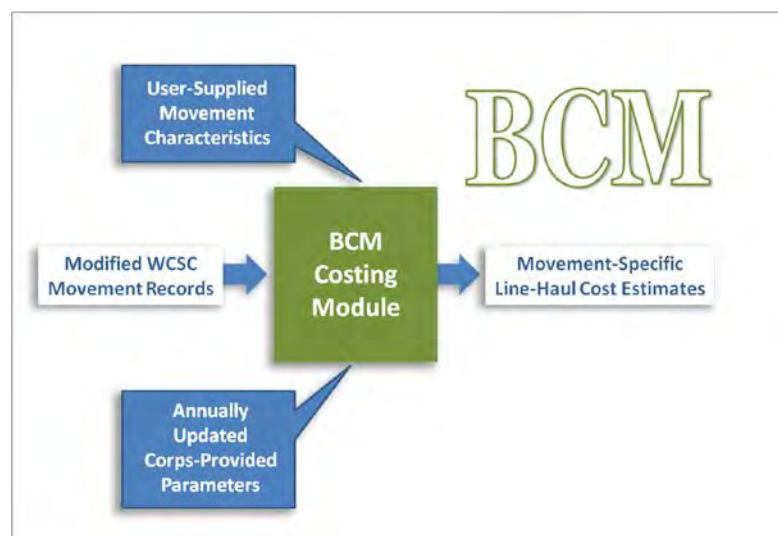 User-Supplied
Movement
Characteristics
BCM
BCM
Costing
Module
Modified WCSC
Movement Records
Movement-Specific
Line-Haul Cost Estimates
Annually
Updated
Corps-Provided
Parameters